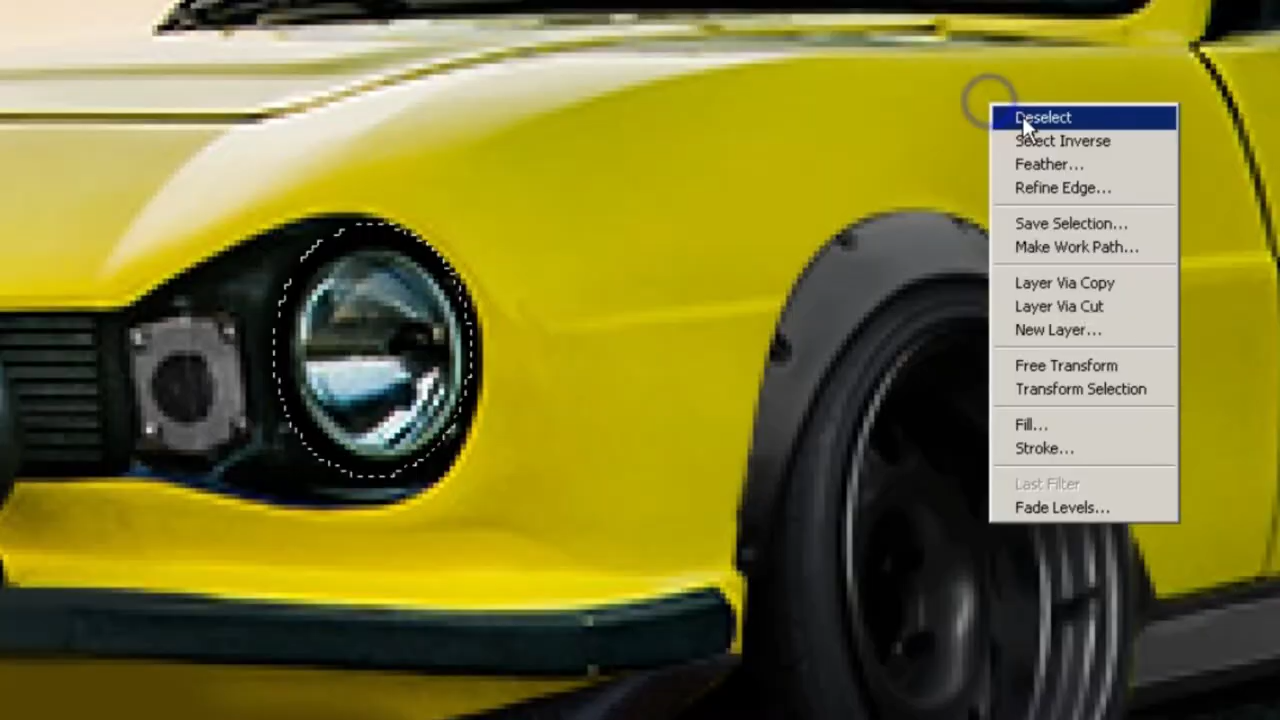 Deselect
Select Inverse
Feather...
Refine Edge...
Save Selection...
Make Work Path...
Layer Via Copy
Layer Via Cut
New Layer...
Free Transform
Transform Selection
Fill...
Stroke...
Last Filter
Fade Levels...